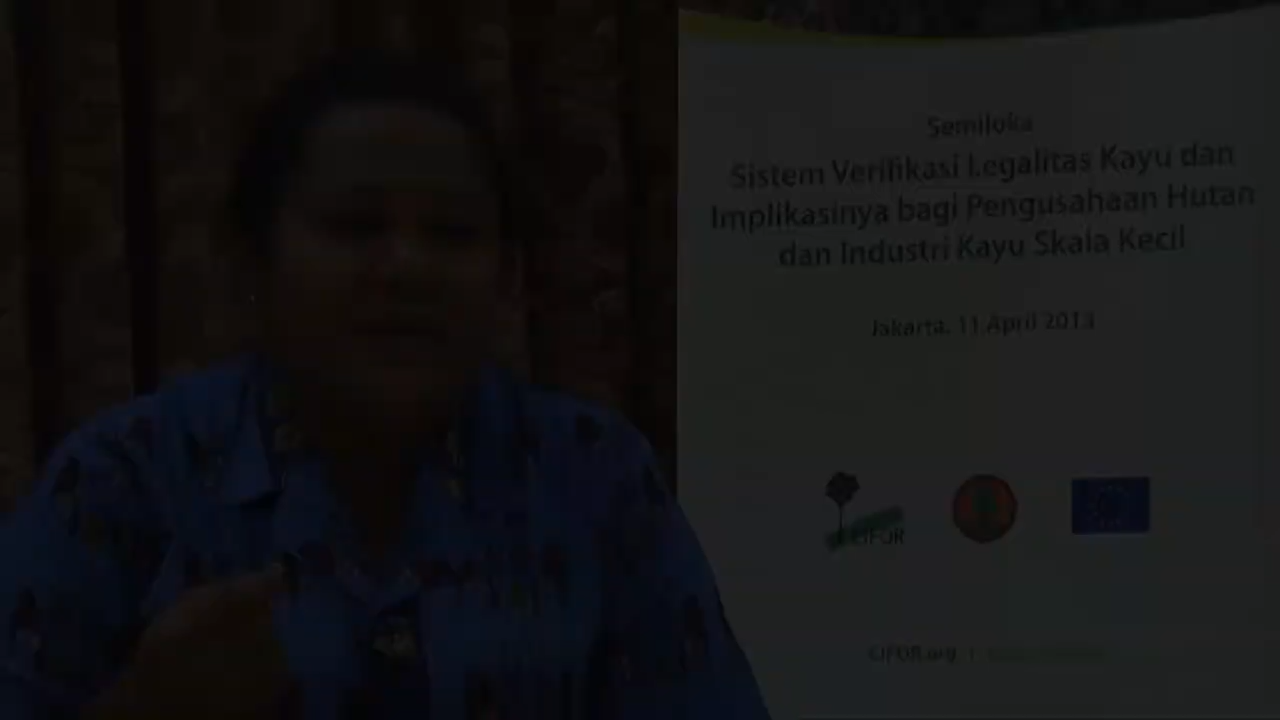 Semiloka
Sistem Verifikasi Legalitas Kayu dan
Implikasinya bagi Pengusahaan Hutan
dan Industri Kayu Skala Kecil
Jakarta, 11 April 2013
CIFOR
CIFOR.org